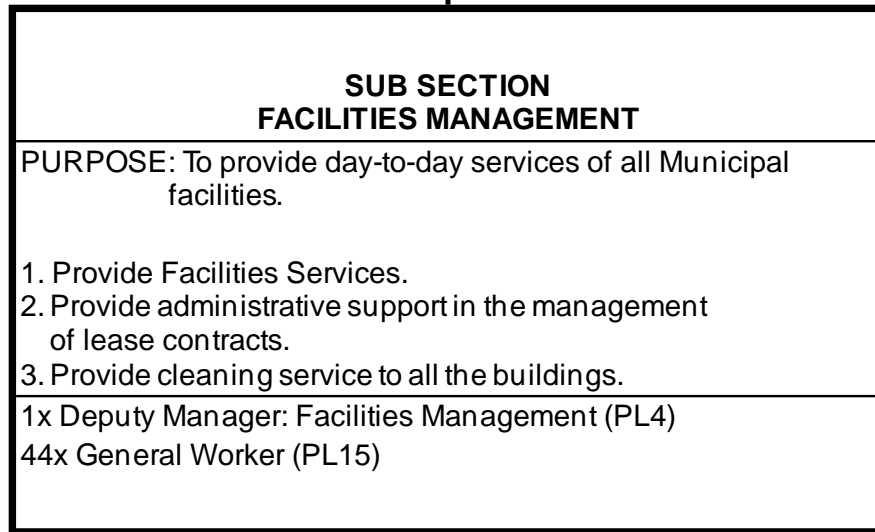 SUB SECTION
FACILITIES MANAGEMENT
PURPOSE: To provide day-to-day services of all Municipal
facilities.
1. Provide Facilities Services.
2. Provide administrative support in the management
of lease contracts.
3. Provide cleaning service to all the buildings.
1x Deputy Manager: Facilities Management (PL4)
44x General Worker (PL15)